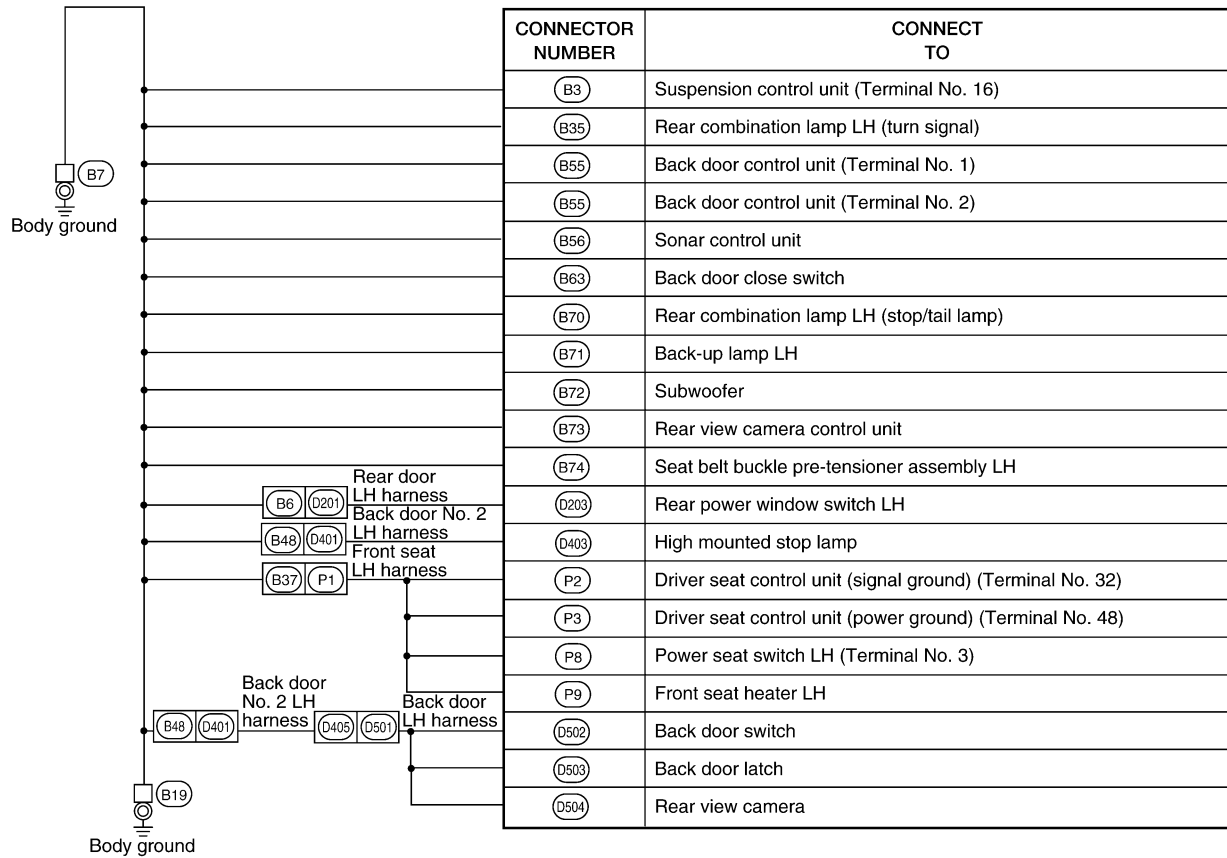 CONNECTOR NUMBER
CONNECT TO
B3 Suspension control unit (Terminal No. 16)
B35 Rear combination lamp LH (turn signal)
B55 Back door control unit (Terminal No. 1)
B7
Body ground
B55 Back door control unit (Terminal No. 2)
B56 Sonar control unit
B63 Back door close switch
B70 Rear combination lamp LH (stop/tail lamp)
B71 Back-up lamp LH
B72 Subwoofer
B73 Rear view camera control unit
B74 Seat belt buckle pre-tensioner assembly LH
B6 D201
Rear door
LH harness
D203 Rear power window switch LH
B48 D401
Back door No. 2
LH harness
D403 High mounted stop lamp
B37 P1
Front seat
LH harness
P2 Driver seat control unit (signal ground) (Terminal No. 32)
P3 Driver seat control unit (power ground) (Terminal No. 48)
P8 Power seat switch LH (Terminal No. 3)
P9 Front seat heater LH
B48 D401
Back door
No. 2 LH
harness
D405 D501
Back door
LH harness
D502 Back door switch
D503 Back door latch
D504 Rear view camera
B19
Body ground